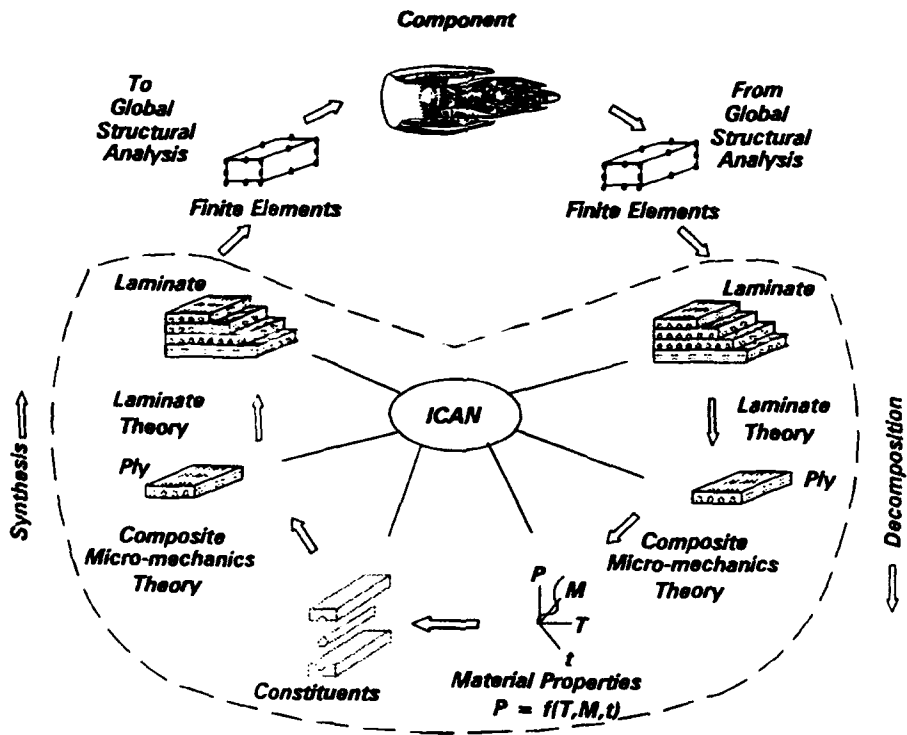 Component
To
Global
Structural
Analysis
From
Global
Structural
Analysis
Finite Elements
Finite Elements
Laminate
Laminate
ICAN
Laminate
Theory
Laminate
Theory
Ply
Ply
Synthesis
Decomposition
Composite
Micro-mechanics
Theory
Composite
Micro-mechanics
Theory
P
M
T
t
Constituents
Material Properties
P = f(T,M,t)